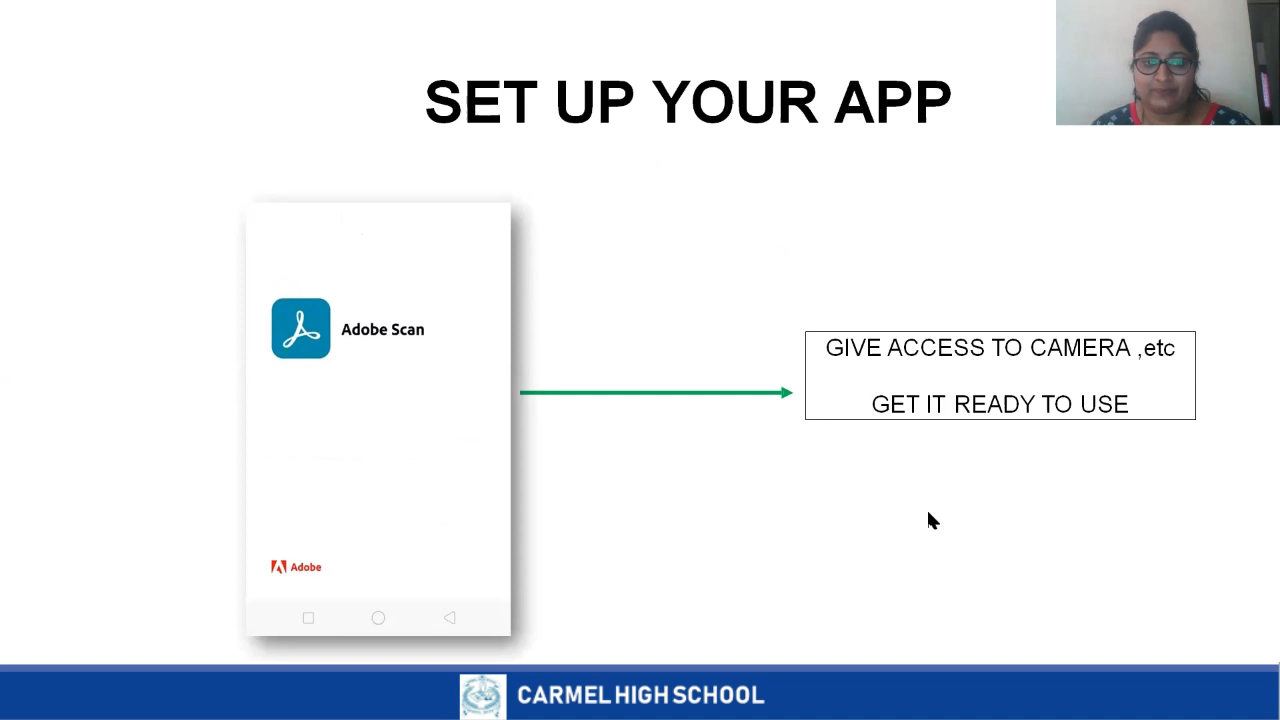 SET UP YOUR APP
Adobe Scan
GIVE ACCESS TO CAMERA ,etc
GET IT READY TO USE
Adobe
CARMEL HIGH SCHOOL